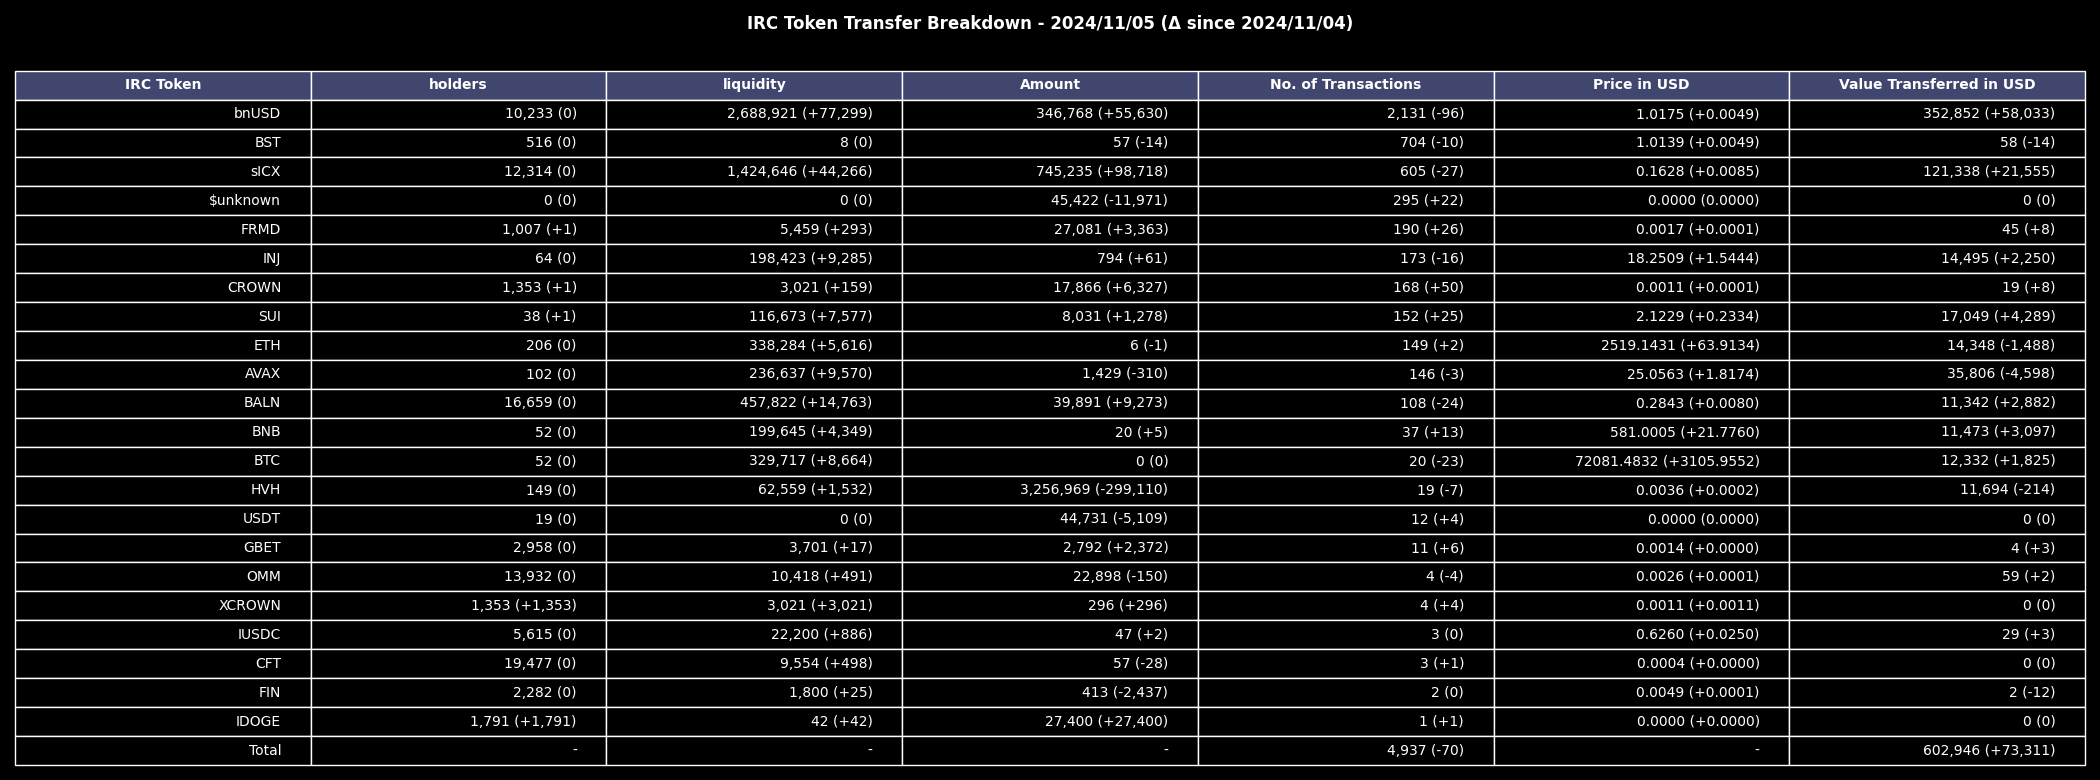 IRC Token Transfer Breakdown - 2024/11/05 (Δ since 2024/11/04)
IRC Token holders liquidity Amount No. of Transactions Price in USD Value Transferred in USD
bnUSD 10,233 (0) 2,688,921 (+77,299) 346,768 (+55,630) 2,131 (-96) 1.0175 (+0.0049) 352,852 (+58,033)
BST 516 (0) 8 (0) 57 (-14) 704 (-10) 1.0139 (+0.0049) 58 (-14)
sICX 12,314 (0) 1,424,646 (+44,266) 745,235 (+98,718) 605 (-27) 0.1628 (+0.0085) 121,338 (+21,555)
$unknown 0 (0) 0 (0) 45,422 (-11,971) 295 (+22) 0.0000 (0.0000) 0 (0)
FRMD 1,007 (+1) 5,459 (+293) 27,081 (+3,363) 190 (+26) 0.0017 (+0.0001) 45 (+8)
INJ 64 (0) 198,423 (+9,285) 794 (+61) 173 (-16) 18.2509 (+1.5444) 14,495 (+2,250)
CROWN 1,353 (+1) 3,021 (+159) 17,866 (+6,327) 168 (+50) 0.0011 (+0.0001) 19 (+8)
SUI 38 (+1) 116,673 (+7,577) 8,031 (+1,278) 152 (+25) 2.1229 (+0.2334) 17,049 (+4,289)
ETH 206 (0) 338,284 (+5,616) 6 (-1) 149 (+2) 2519.1431 (+63.9134) 14,348 (-1,488)
AVAX 102 (0) 236,637 (+9,570) 1,429 (-310) 146 (-3) 25.0563 (+1.8174) 35,806 (-4,598)
BALN 16,659 (0) 457,822 (+14,763) 39,891 (+9,273) 108 (-24) 0.2843 (+0.0080) 11,342 (+2,882)
BNB 52 (0) 199,645 (+4,349) 20 (+5) 37 (+13) 581.0005 (+21.7760) 11,473 (+3,097)
BTC 52 (0) 329,717 (+8,664) 0 (0) 20 (-23) 72081.4832 (+3105.9552) 12,332 (+1,825)
HVH 149 (0) 62,559 (+1,532) 3,256,969 (-299,110) 19 (-7) 0.0036 (+0.0002) 11,694 (-214)
USDT 19 (0) 0 (0) 44,731 (-5,109) 12 (+4) 0.0000 (0.0000) 0 (0)
GBET 2,958 (0) 3,701 (+17) 2,792 (+2,372) 11 (+6) 0.0014 (+0.0000) 4 (+3)
OMM 13,932 (0) 10,418 (+491) 22,898 (-150) 4 (-4) 0.0026 (+0.0001) 59 (+2)
XCROWN 1,353 (+1,353) 3,021 (+3,021) 296 (+296) 4 (+4) 0.0011 (+0.0011) 0 (0)
IUSDC 5,615 (0) 22,200 (+886) 47 (+2) 3 (0) 0.6260 (+0.0250) 29 (+3)
CFT 19,477 (0) 9,554 (+498) 57 (-28) 3 (+1) 0.0004 (+0.0000) 0 (0)
FIN 2,282 (0) 1,800 (+25) 413 (-2,437) 2 (0) 0.0049 (+0.0001) 2 (-12)
IDOGE 1,791 (+1,791) 42 (+42) 27,400 (+27,400) 1 (+1) 0.0000 (+0.0000) 0 (0)
Total - - - 4,937 (-70) - 602,946 (+73,311)